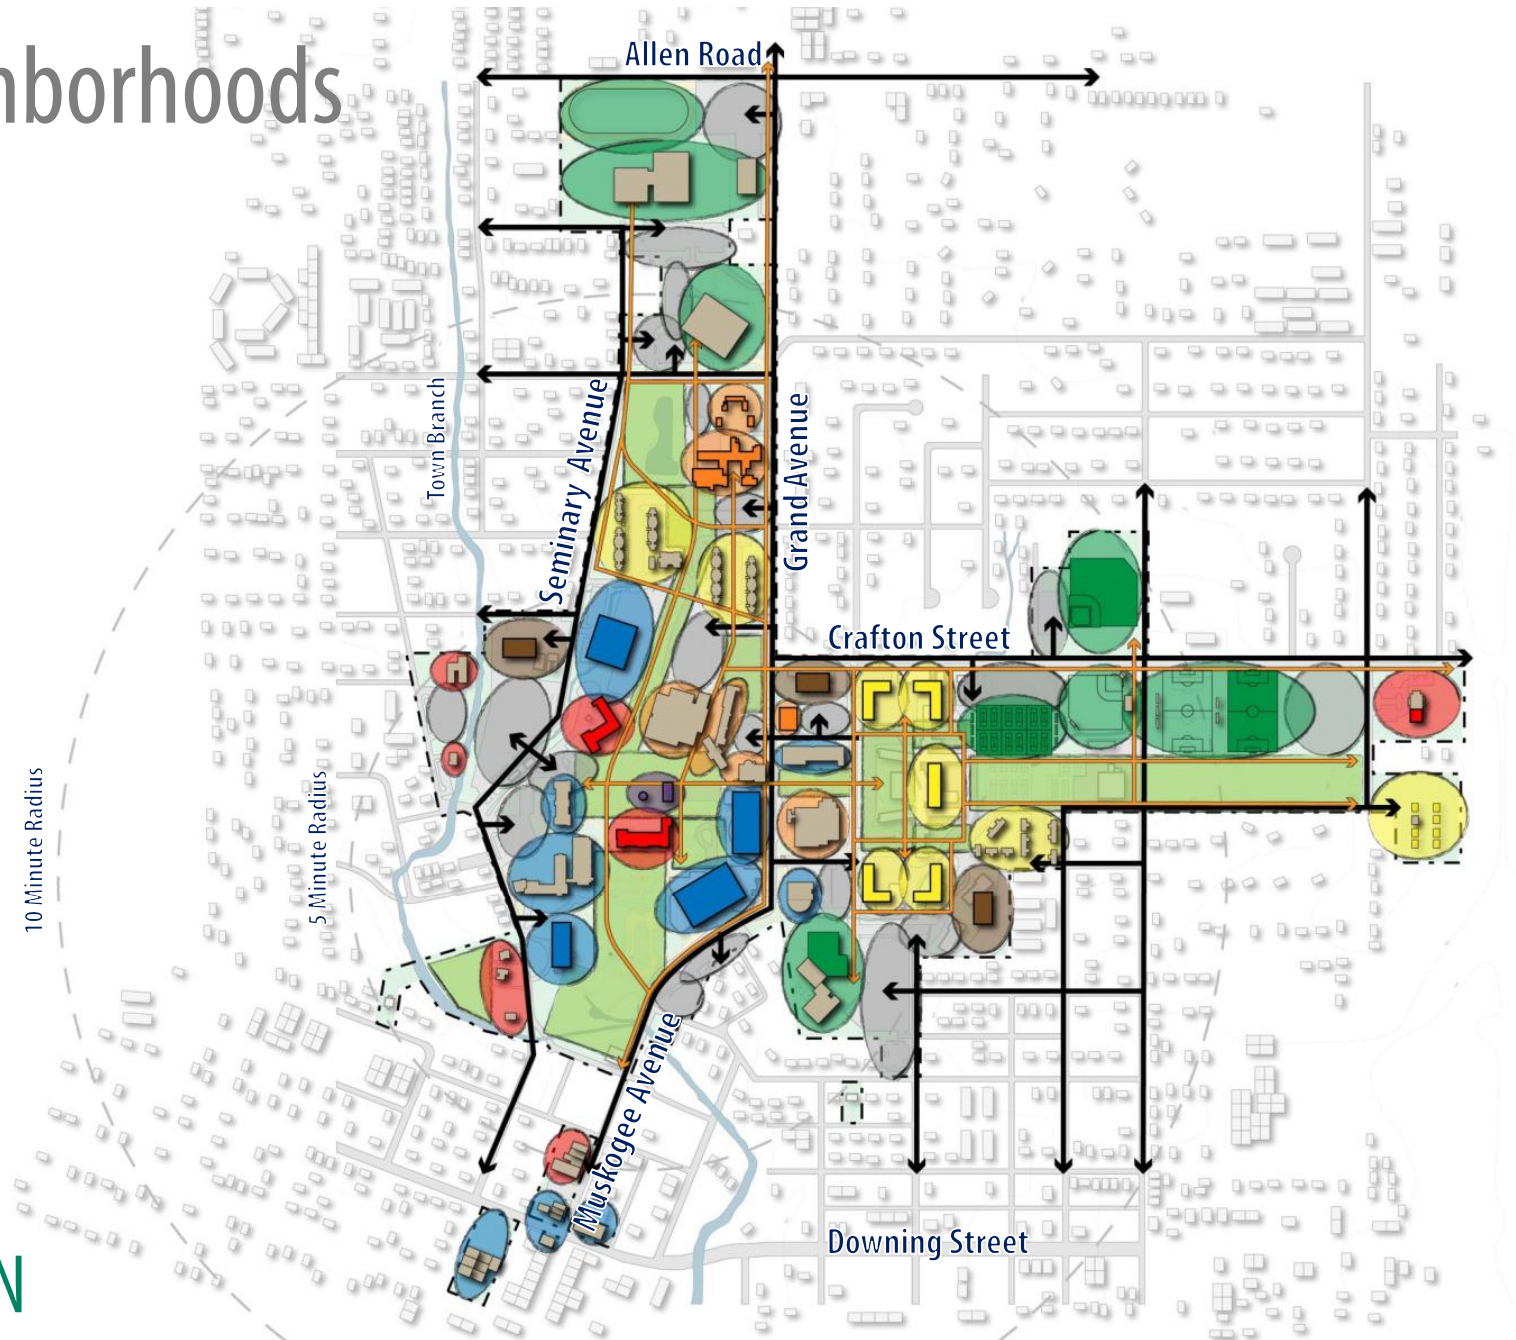 Allen Road
nborhoods
Town Branch
Seminary Avenue
Grand Avenue
Crafton Street
10 Minute Radius
5 Minute Radius
Muskogee Avenue
Downing Street
N